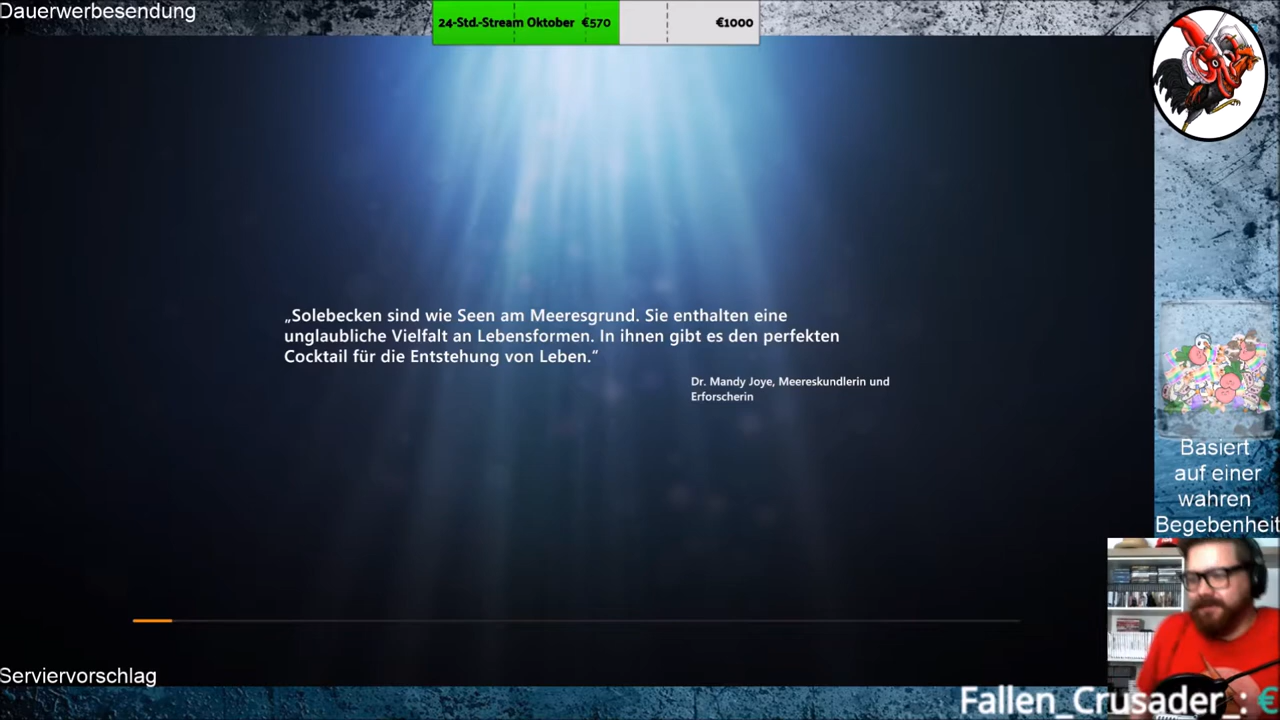 Dauerwerbesendung
24-Std.-Stream Oktober €570 €1000
„Solebecken sind wie Seen am Meeresgrund. Sie enthalten eine
unglaubliche Vielfalt an Lebensformen. In ihnen gibt es den perfekten
Cocktail für die Entstehung von Leben.“
Dr. Mandy Joye, Meereskundlerin und
Erforscherin
Basiert
auf einer
wahren
Begebenheit
Serviervorschlag
Fallen_Crusader : €